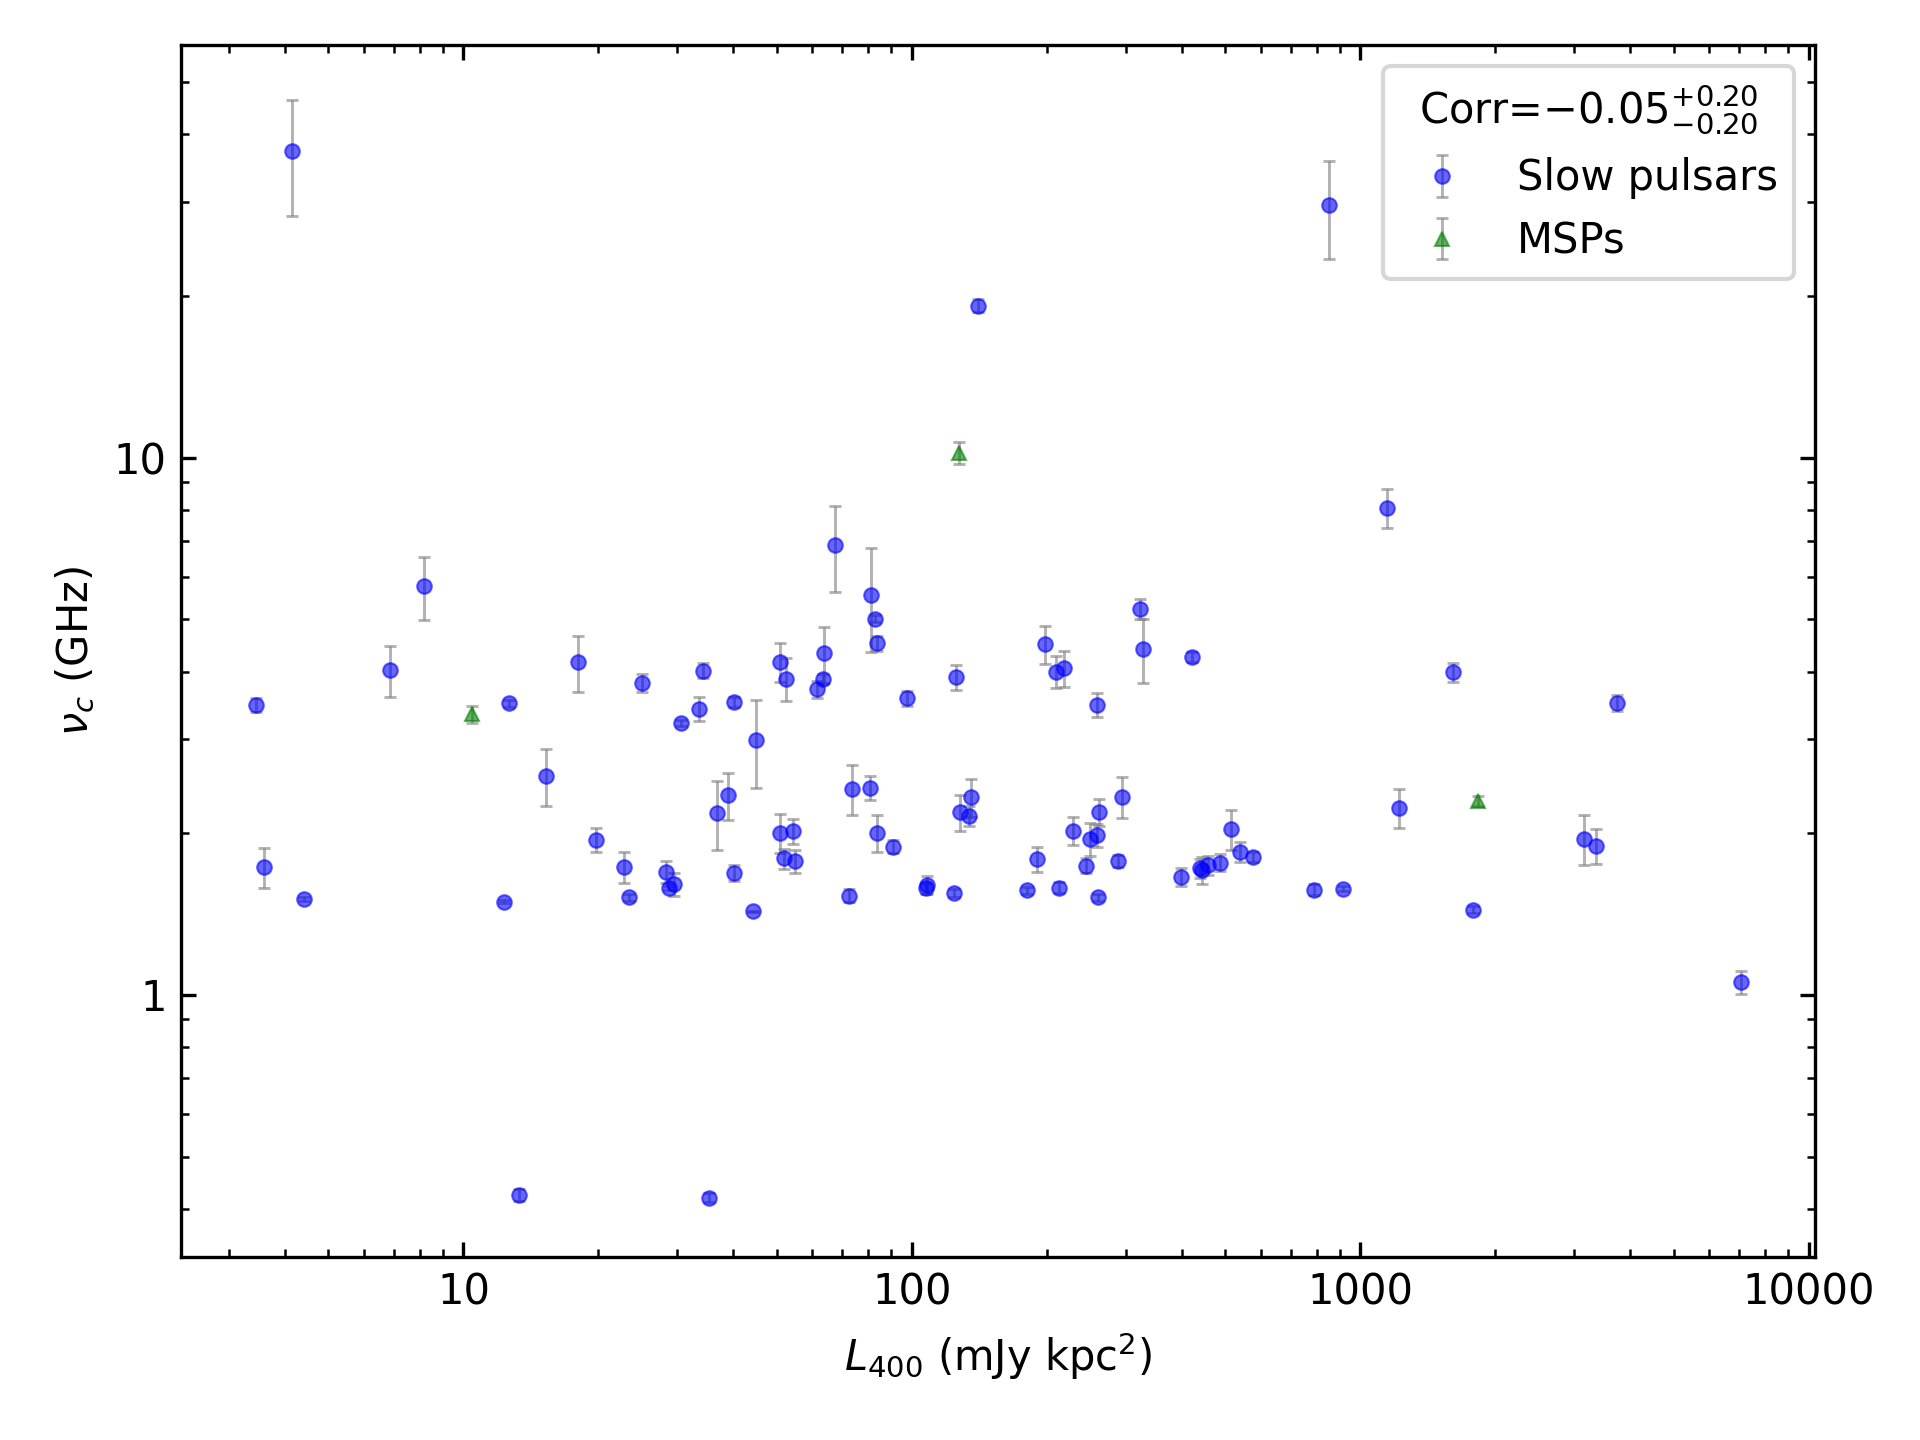 Corr=−0.05+0.20−0.20
Slow pulsars
MSPs
10
1
νc (GHz)
10 100 1000 10000
L400 (mJy kpc2)